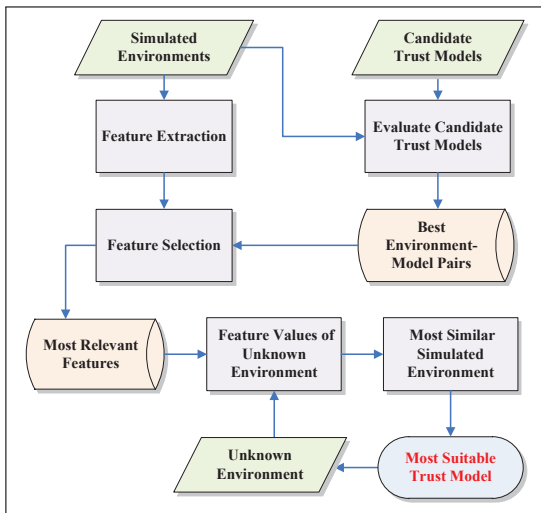 Simulated
Environments
Candidate
Trust Models
Feature Extraction
Evaluate Candidate
Trust Models
Feature Selection
Best
Environment-
Model Pairs
Most Relevant
Features
Feature Values of
Unknown
Environment
Most Similar
Simulated
Environment
Unknown
Environment
Most Suitable
Trust Model